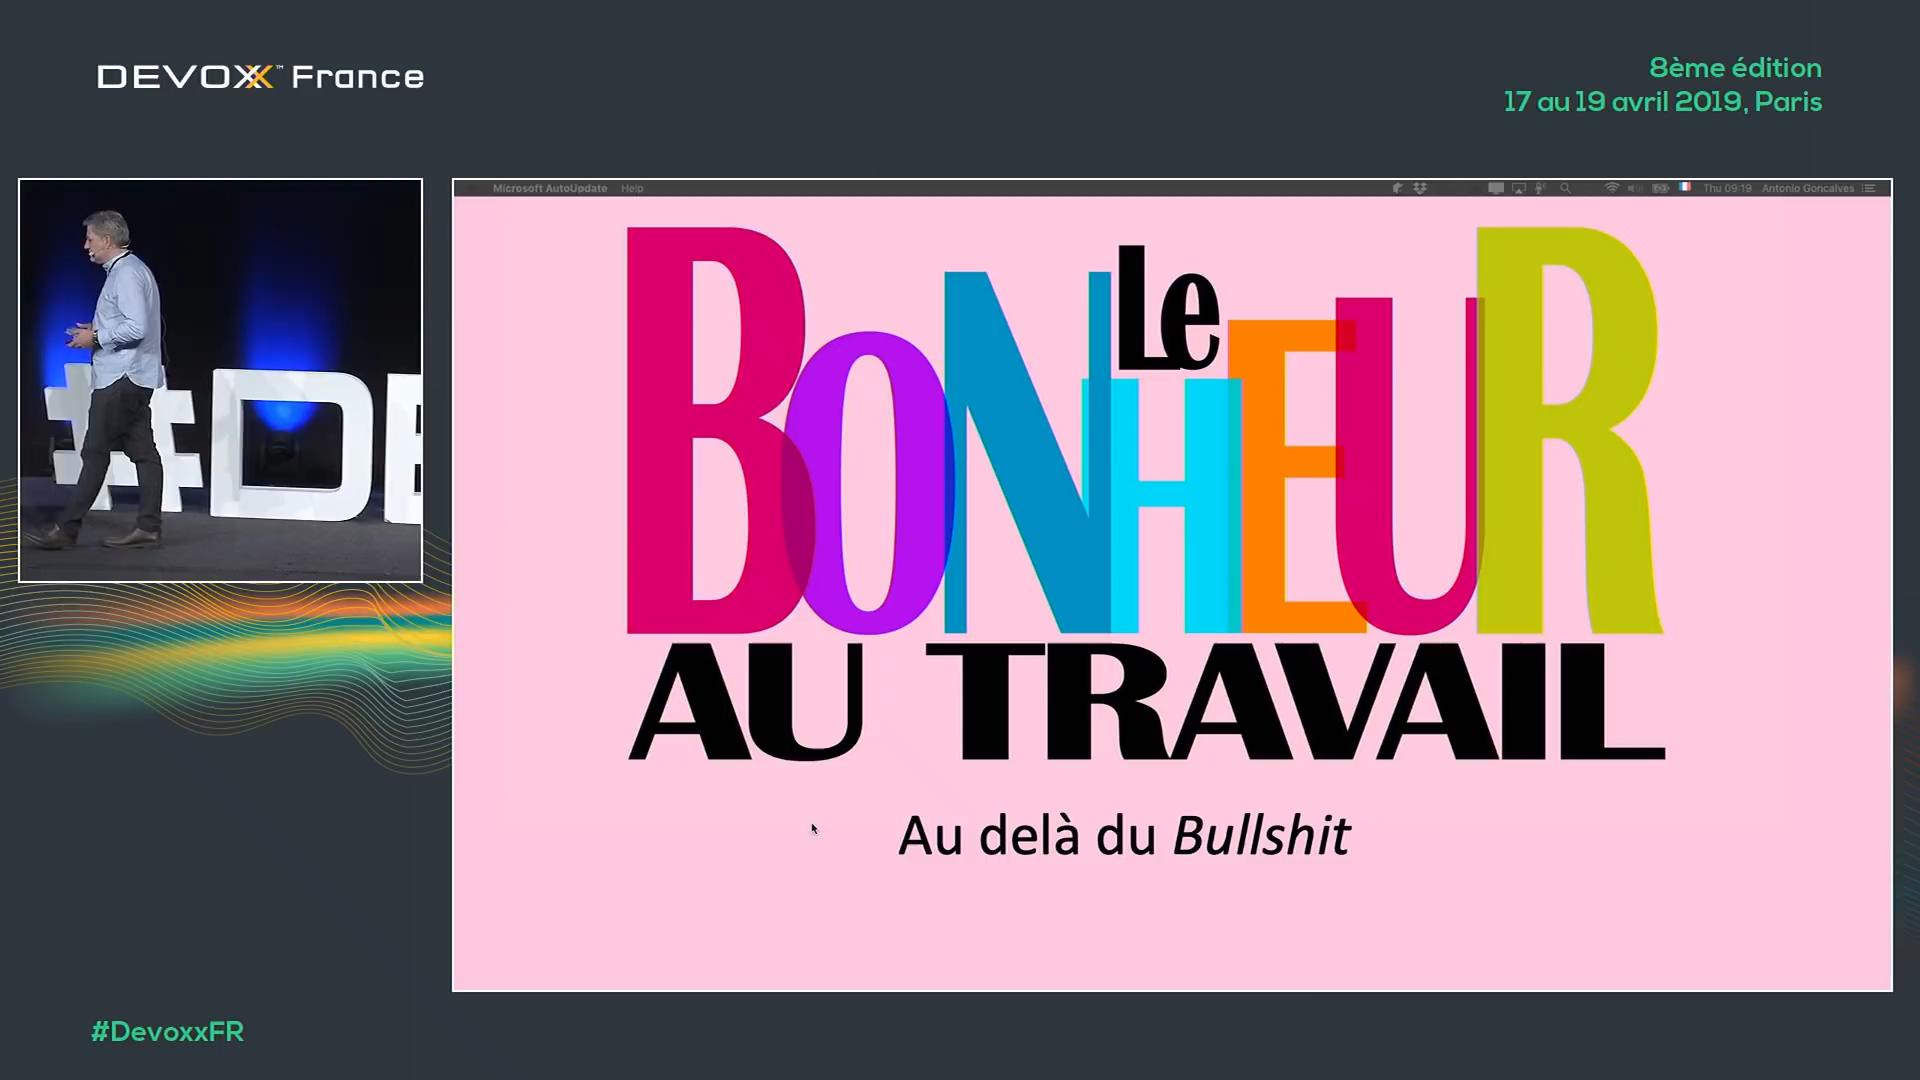 DEVOXX™ France
8ème édition
17 au 19 avril 2019, Paris
#D
Microsoft AutoUpdate Help
Thu 09:19 Antonio Goncalves
Le
BONHEUR
AU TRAVAIL
Au delà du Bullshit
#DevoxxFR